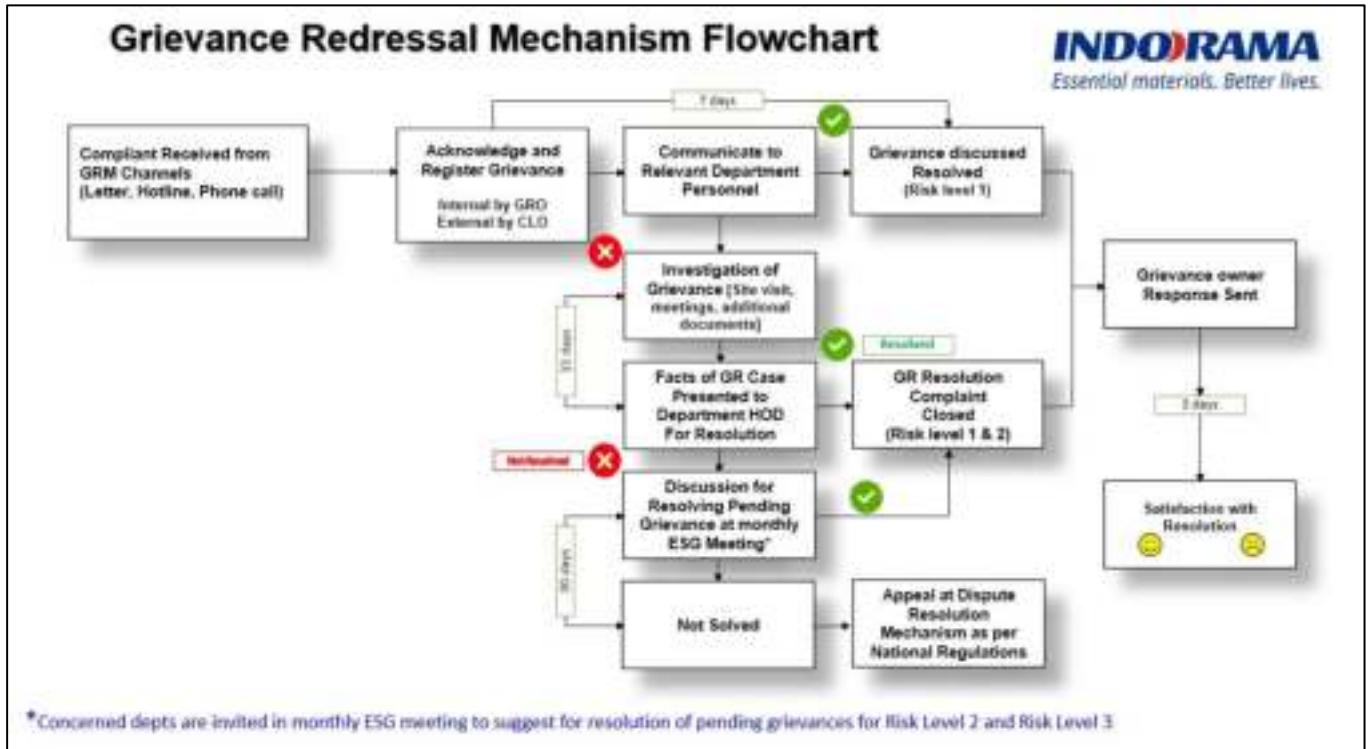 Grievance Redressal Mechanism Flowchart
INDORAMA
Essential materials. Better lives.
7 days
Compliant Received from
GRM Channels
(Letter, Hotline, Phone call)
Acknowledge and
Register Grievance
Internal by GRO
External by CLO
Communicate to
Relevant Department
Personnel
Grievance discussed
Resolved
(Risk level 1)
Investigation of
Grievance [Site visit,
meetings, additional
documents]
Grievance owner
Response Sent
days
Resolved
Facts of GR Case
Presented to
Department HOD
For Resolution
GR Resolution
Complaint
Closed
(Risk level 1 & 2)
days
Not Resolved
Discussion for
Resolving Pending
Grievance at monthly
ESG Meeting*
Satisfaction with
Resolution
days
Not Solved
Appeal at Dispute
Resolution
Mechanism as per
National Regulations
*Concerned depts are invited in monthly ESG meeting to suggest for resolution of pending grievances for Risk Level 2 and Risk Level 3